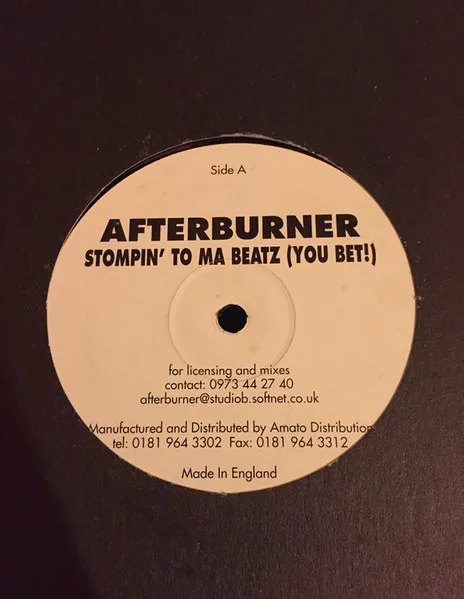 Side A
AFTERBURNER
STOMPIN' TO MA BEATZ (YOU BET!)
for licensing and mixes
contact: 0973 44 27 40
afterburner@studiob.softnet.co.uk
Manufactured and Distributed by Amato Distribution
tel: 0181 964 3302 Fax: 0181 964 3312
Made In England